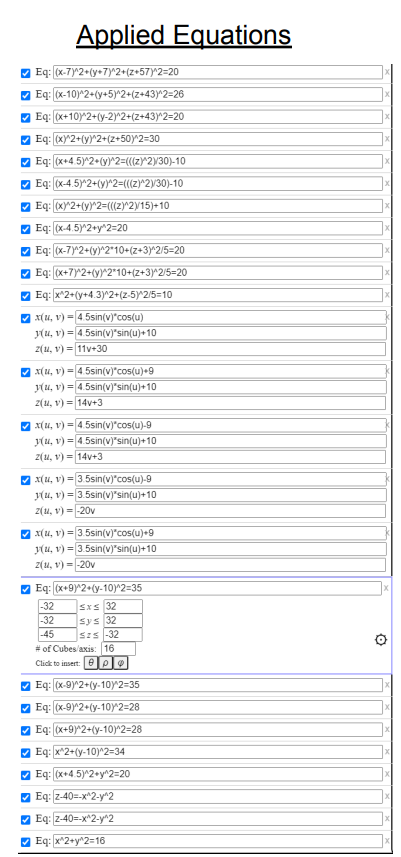 Applied Equations
Eq: (x-7)^2+(y+7)^2+(z+57)^2=20 x
Eq: (x-10)^2+(y+5)^2+(z+43)^2=26 x
Eq: (x+10)^2+(y-2)^2+(z+43)^2=20 x
Eq: (x)^2+(y)^2+(z+50)^2=30 x
Eq: (x+4.5)^2+(y)^2=(((z)^2)/30)-10 x
Eq: (x-4.5)^2+(y)^2=(((z)^2)/30)-10 x
Eq: (x)^2+(y)^2=(((z)^2)/15)+10 x
Eq: (x-4.5)^2+y^2=20 x
Eq: (x-7)^2+(y)^2*10+(z+3)^2/5=20 x
Eq: (x+7)^2+(y)^2*10+(z+3)^2/5=20 x
Eq: x^2+(y+4.3)^2+(z-5)^2/5=10 x
x(u, v) = 4.5sin(v)*cos(u) x
y(u, v) = 4.5sin(v)*sin(u)+10
z(u, v) = 11v+30
x(u, v) = 4.5sin(v)*cos(u)+9 x
y(u, v) = 4.5sin(v)*sin(u)+10
z(u, v) = 14v+3
x(u, v) = 4.5sin(v)*cos(u)-9 x
y(u, v) = 4.5sin(v)*sin(u)+10
z(u, v) = 14v+3
x(u, v) = 3.5sin(v)*cos(u)-9 x
y(u, v) = 3.5sin(v)*sin(u)+10
z(u, v) = -20v
x(u, v) = 3.5sin(v)*cos(u)+9 x
y(u, v) = 3.5sin(v)*sin(u)+10
z(u, v) = -20v
Eq: (x+9)^2+(y-10)^2=35 x
-32 ≤ x ≤ 32
-32 ≤ y ≤ 32
-45 ≤ z ≤ -32
# of Cubes/axis: 16
Click to insert: θ ρ φ
Eq: (x-9)^2+(y-10)^2=35 x
Eq: (x-9)^2+(y-10)^2=28 x
Eq: (x+9)^2+(y-10)^2=28 x
Eq: x^2+(y-10)^2=34 x
Eq: (x+4.5)^2+y^2=20 x
Eq: z-40=-x^2-y^2 x
Eq: z-40=-x^2-y^2 x
Eq: x^2+y^2=16 x